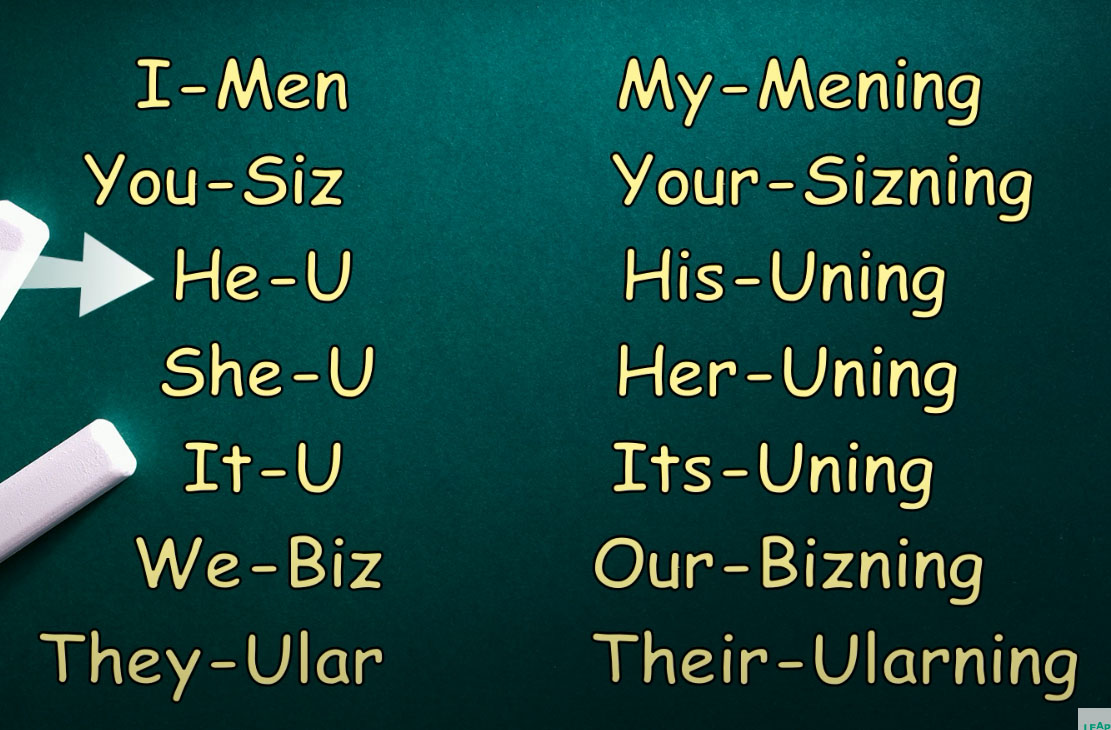 I-Men My-Mening
You-Siz Your-Sizning
He-U His-Uning
She-U Her-Uning
It-U Its-Uning
We-Biz Our-Bizning
They-Ular Their-Ularning